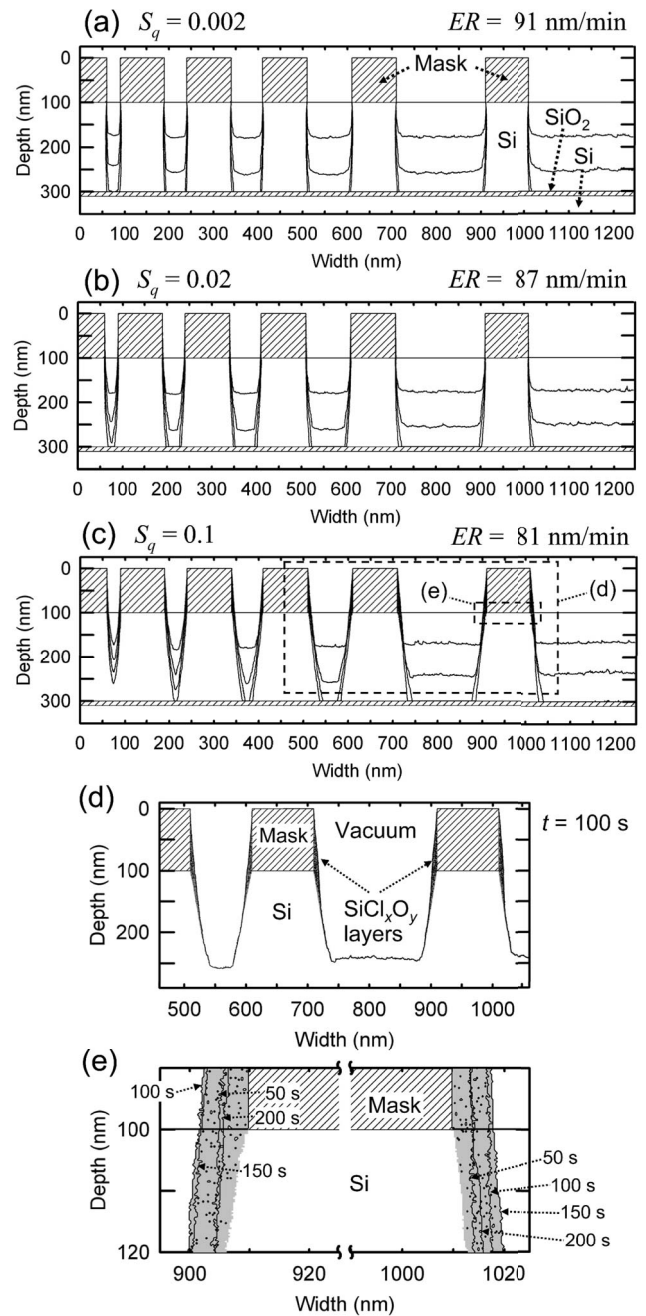 (a) S_q = 0.002 ER = 91 nm/min
Mask
SiO₂
Si
Si
0
100
200
300
Depth (nm)
0 100 200 300 400 500 600 700 800 900 1000 1100 1200
Width (nm)
(b) S_q = 0.02 ER = 87 nm/min
0
100
200
300
Depth (nm)
0 100 200 300 400 500 600 700 800 900 1000 1100 1200
Width (nm)
(c) S_q = 0.1 ER = 81 nm/min
(e) (d)
0
100
200
300
Depth (nm)
0 100 200 300 400 500 600 700 800 900 1000 1100 1200
Width (nm)
(d)
t = 100 s
Mask Vacuum
Si SiClₓOᵧ
layers
0
100
200
Depth (nm)
500 600 700 800 900 1000
Width (nm)
(e)
100 s
50 s
200 s
150 s
Mask
Si
50 s
100 s
150 s
200 s
100
120
Depth (nm)
900 920 1000 1020
Width (nm)